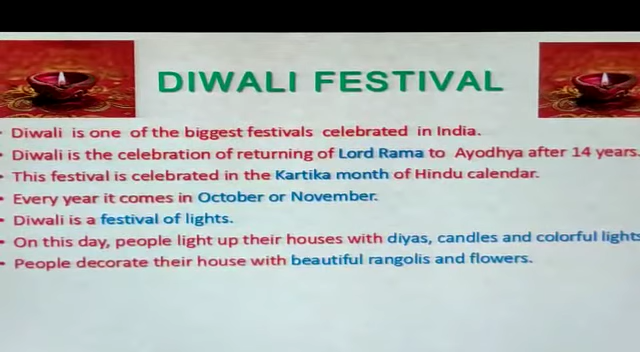 DIWALI FESTIVAL
• Diwali is one of the biggest festivals celebrated in India.
• Diwali is the celebration of returning of Lord Rama to Ayodhya after 14 years.
• This festival is celebrated in the Kartika month of Hindu calendar.
• Every year it comes in October or November.
• Diwali is a festival of lights.
• On this day, people light up their houses with diyas, candles and colorful lights
• People decorate their house with beautiful rangolis and flowers.